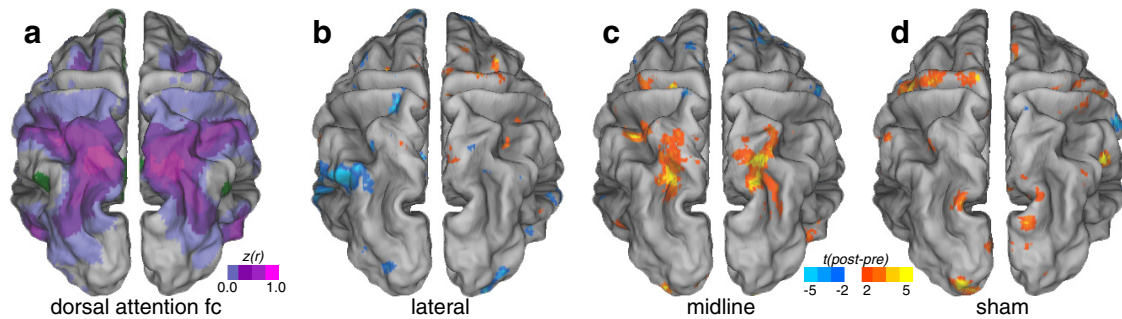 a
b
c
d
z(r)
0.0 1.0
t(post-pre)
-5 -2 2 5
dorsal attention fc
lateral
midline
sham